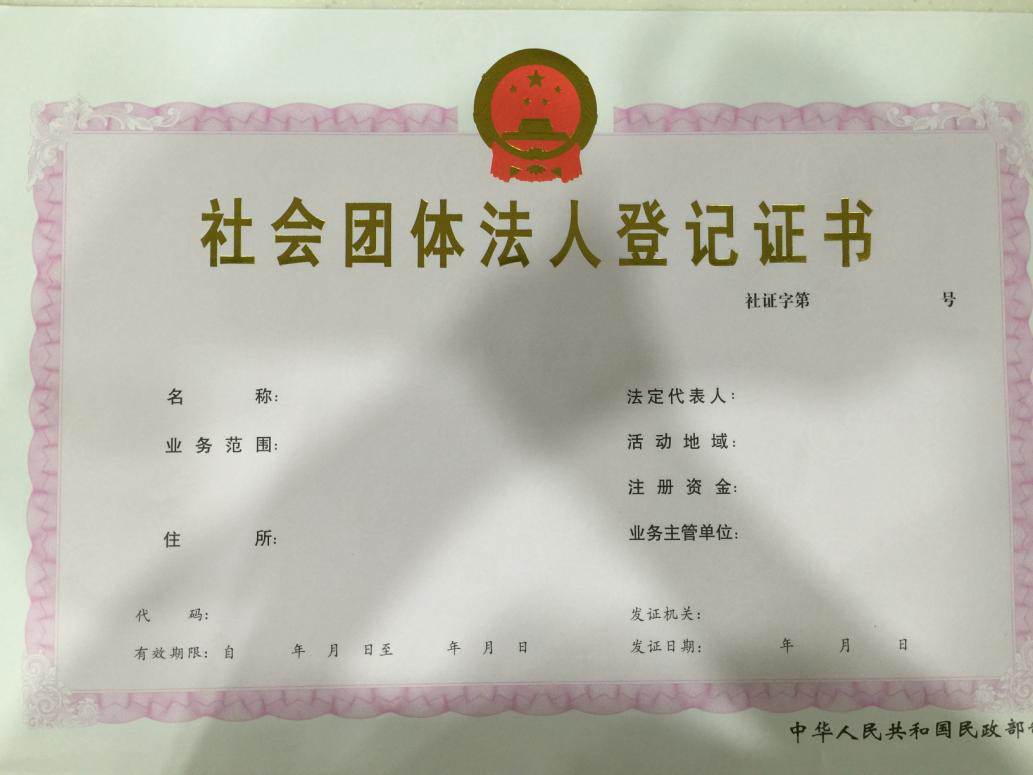 社会团体法人登记证书
社证字第 号
名 称: 法定代表人:
业务范围: 活动地域:
注册资金:
住 所: 业务主管单位:
代 码: 发证机关:
有效期限: 自 年 月 日至 年 月 日 发证日期: 年 月 日
中华人民共和国民政部